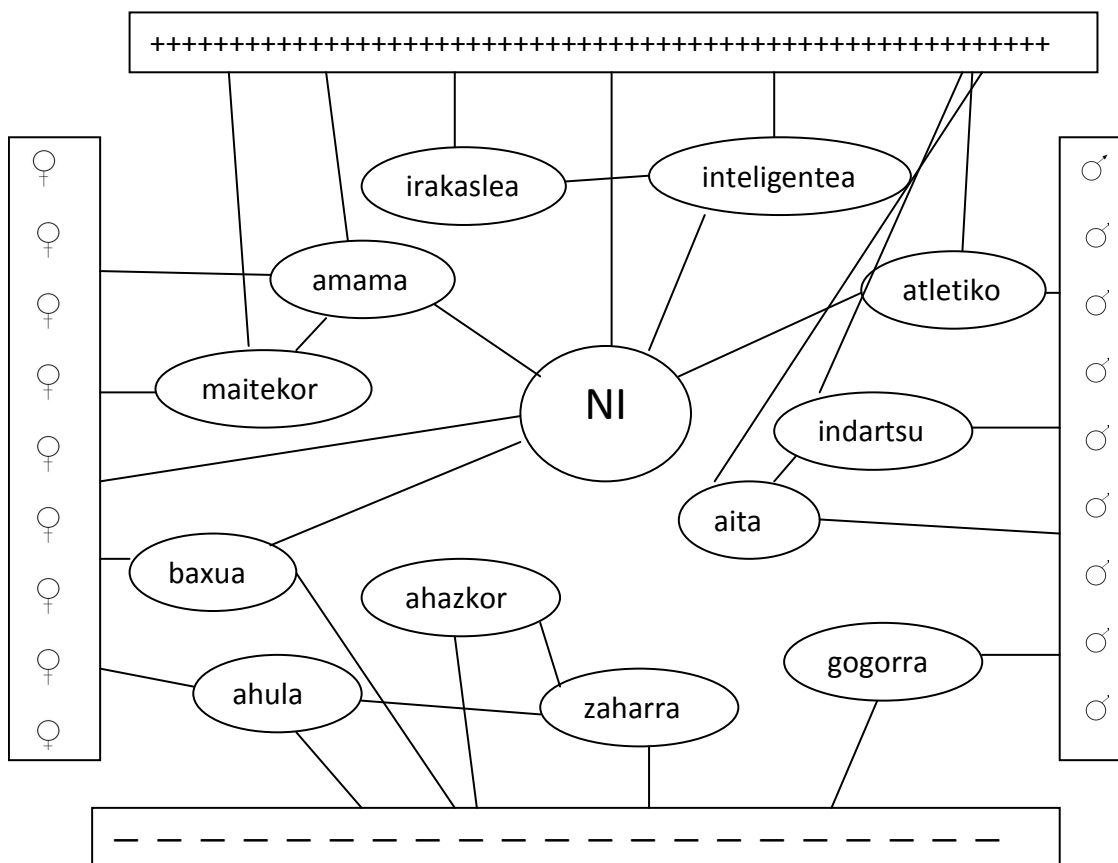 +++++++++++++++++++++++++++++++++++++++++++
irakaslea
inteligentea
amama
atletiko
maitekor
NI
indartsu
aita
baxua
ahazkor
gogorra
ahula
zaharra
— — — — — — — — — — — — — — — — — — — —